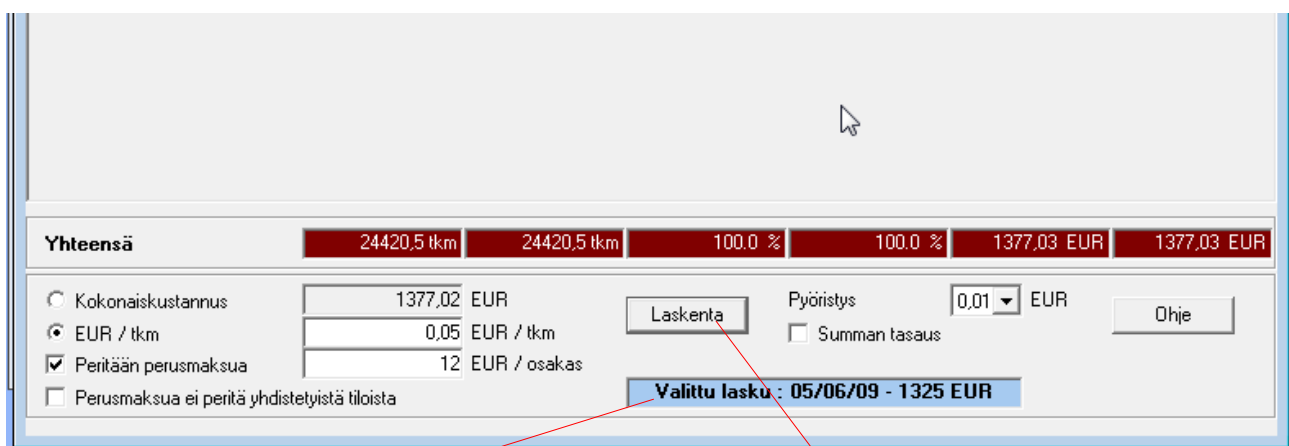 Yhteensä 24420,5 tkm 24420,5 tkm 100.0 % 100.0 % 1377,03 EUR 1377,03 EUR
Kokonaiskustannus 1377,02 EUR Laskenta Pyöristys 0,01 EUR Ohje
EUR / tkm 0,05 EUR / tkm Summan tasaus
Peritään perusmaksua 12 EUR / osakas
Perusmaksua ei peritä yhdistetyistä tiloista Valittu lasku : 05/06/09 - 1325 EUR